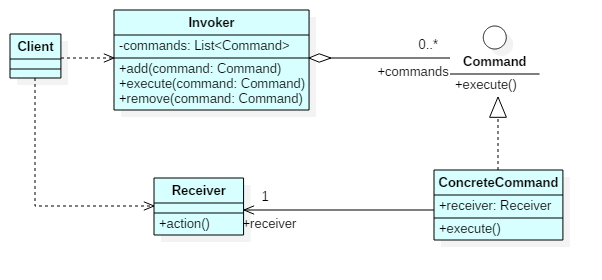 Client
Invoker
-commands: List<Command>
+add(command: Command)
+execute(command: Command)
+remove(command: Command)
0..*
+commands
Command
+execute()
Receiver
+action()
1
+receiver
ConcreteCommand
+receiver: Receiver
+execute()